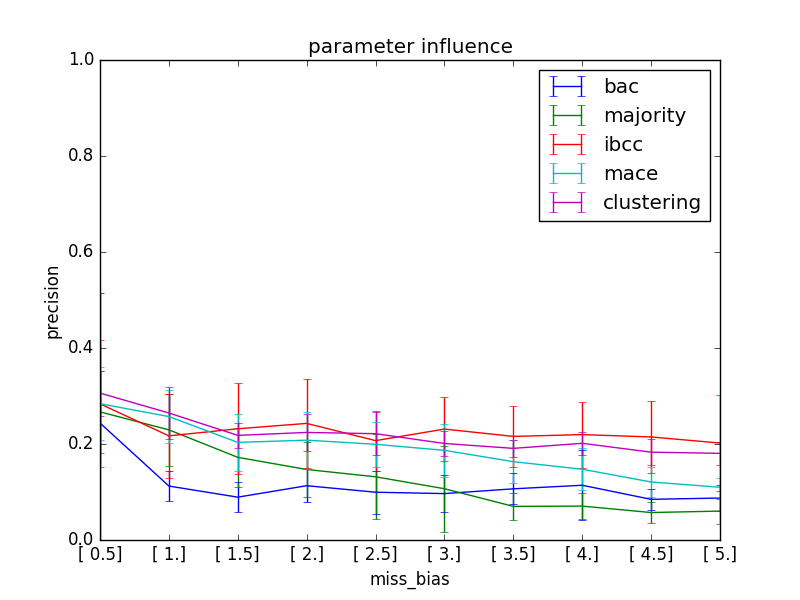 parameter influence
1.0
0.8
0.6
0.4
0.2
0.0
precision
bac
majority
ibcc
mace
clustering
[ 0.5] [ 1.] [ 1.5] [ 2.] [ 2.5] [ 3.] [ 3.5] [ 4.] [ 4.5] [ 5.]
miss_bias